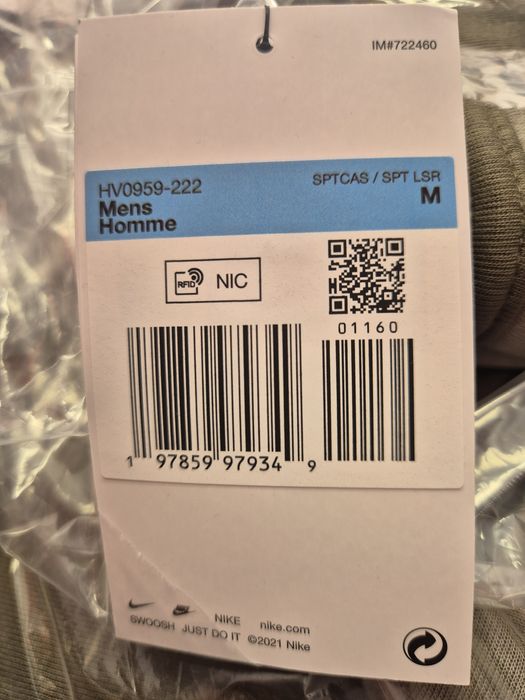 IM#722460
HV0959-222
SPTCAS / SPT LSR
Mens
M
Homme
RFID NIC
01160
1 97859 97934 9
NIKE nike.com
SWOOSH JUST DO IT ©2021 Nike